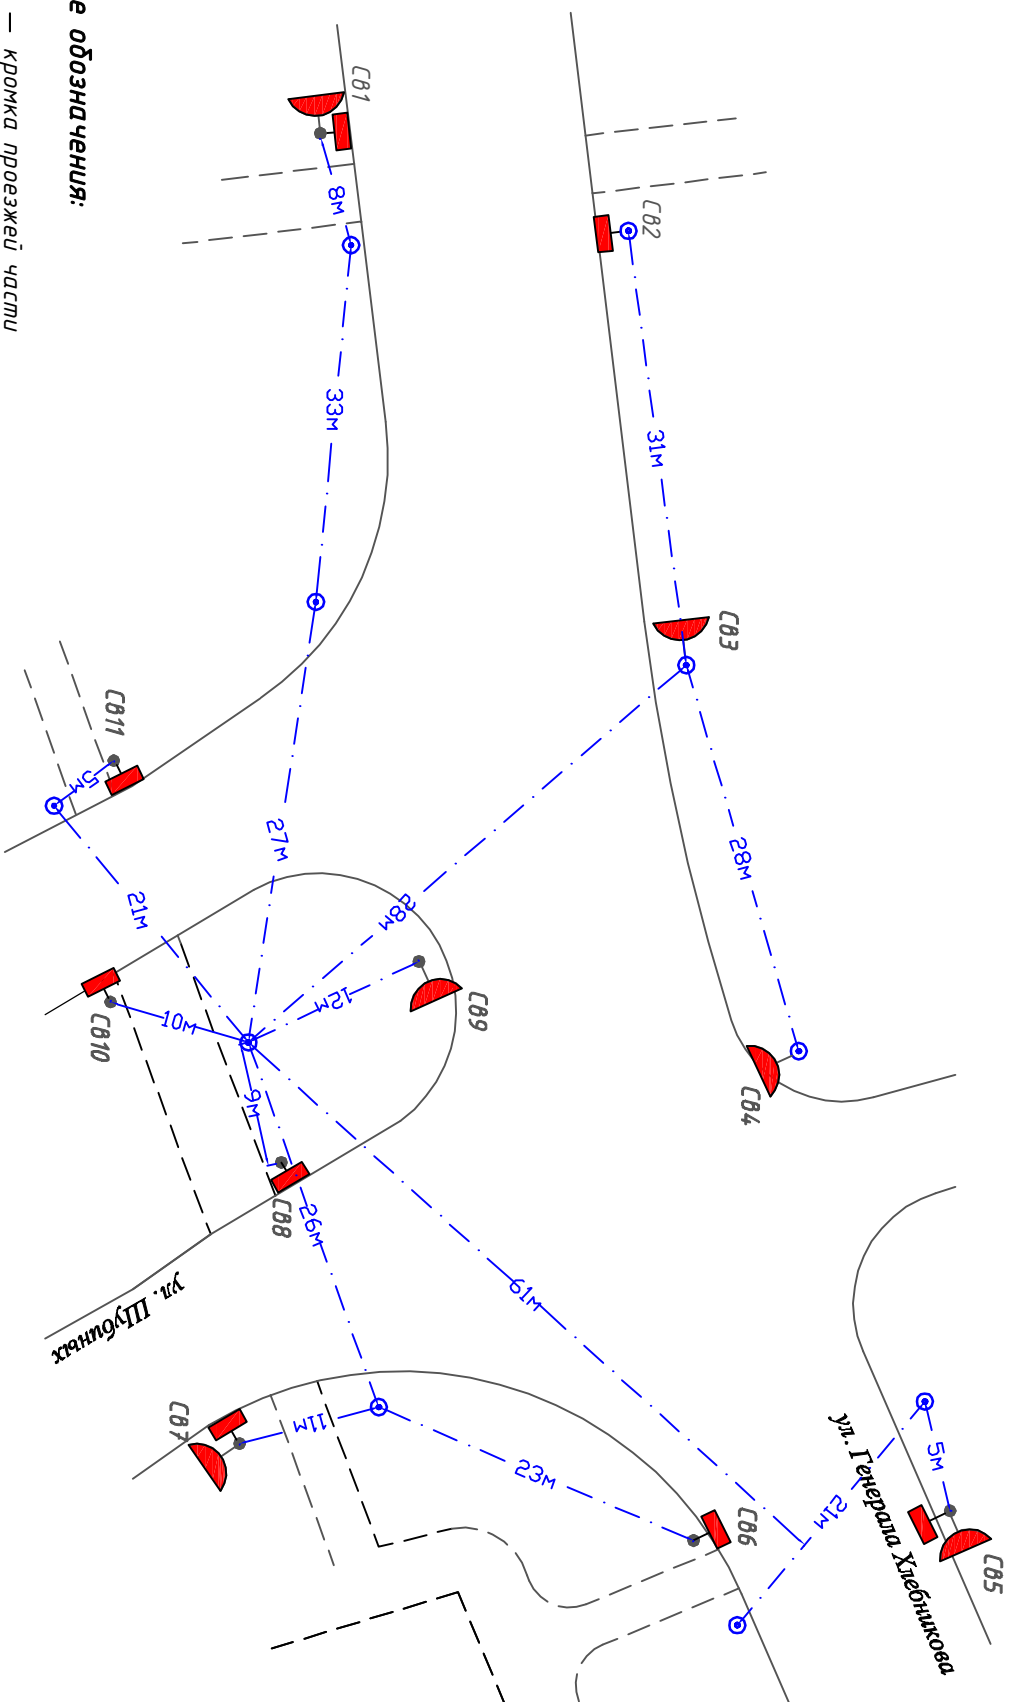 е обозначения:
— кромка проезжей части
СВ1
8м
33м
СВ2
31м
СВ3
28м
28м
СВ11
5м
21м
27м
12м
СВ9
СВ10
10м
9м
СВ8
26м
СВ4
61м
ул. Шубиных
СВ7
11м
23м
СВ6
21м
5м
СВ5
ул. Генерала Хлебникова